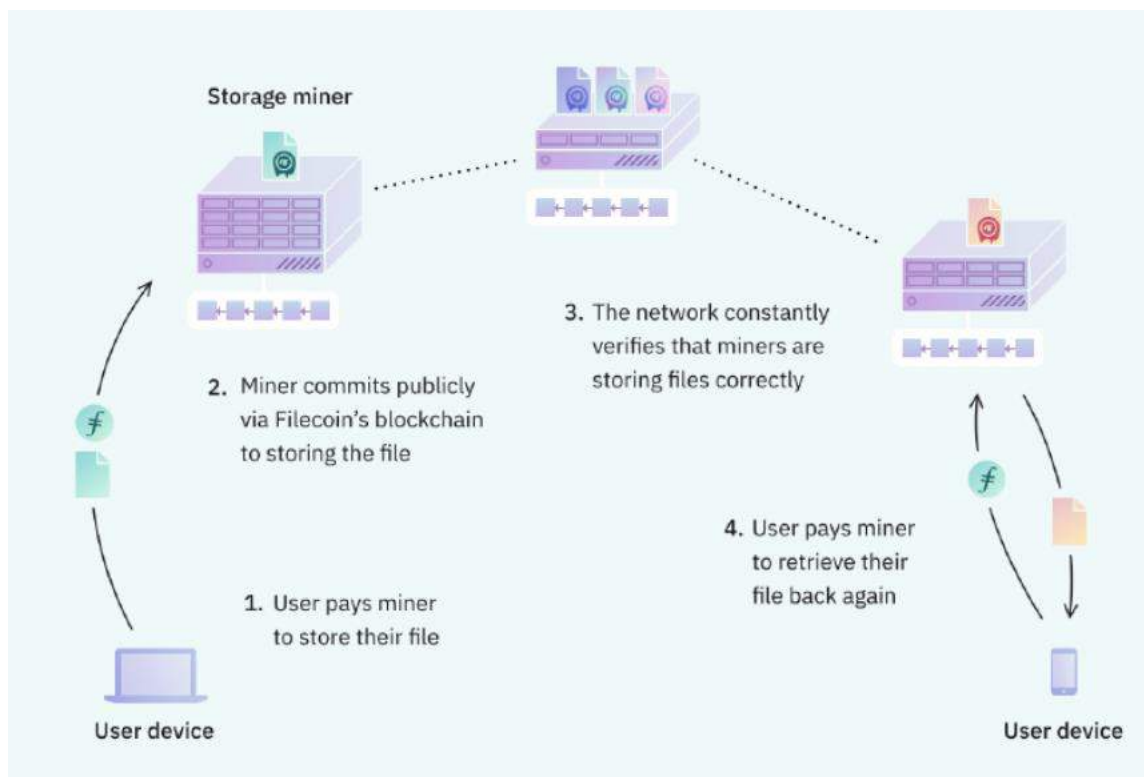 Storage miner
3. The network constantly
verifies that miners are
storing files correctly
2. Miner commits publicly
via Filecoin’s blockchain
to storing the file
4. User pays miner
to retrieve their
file back again
1. User pays miner
to store their file
User device
User device